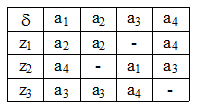 δ a1 a2 a3 a4
z1 a2 a2 - a4
z2 a4 - a1 a3
z3 a3 a3 a4 -